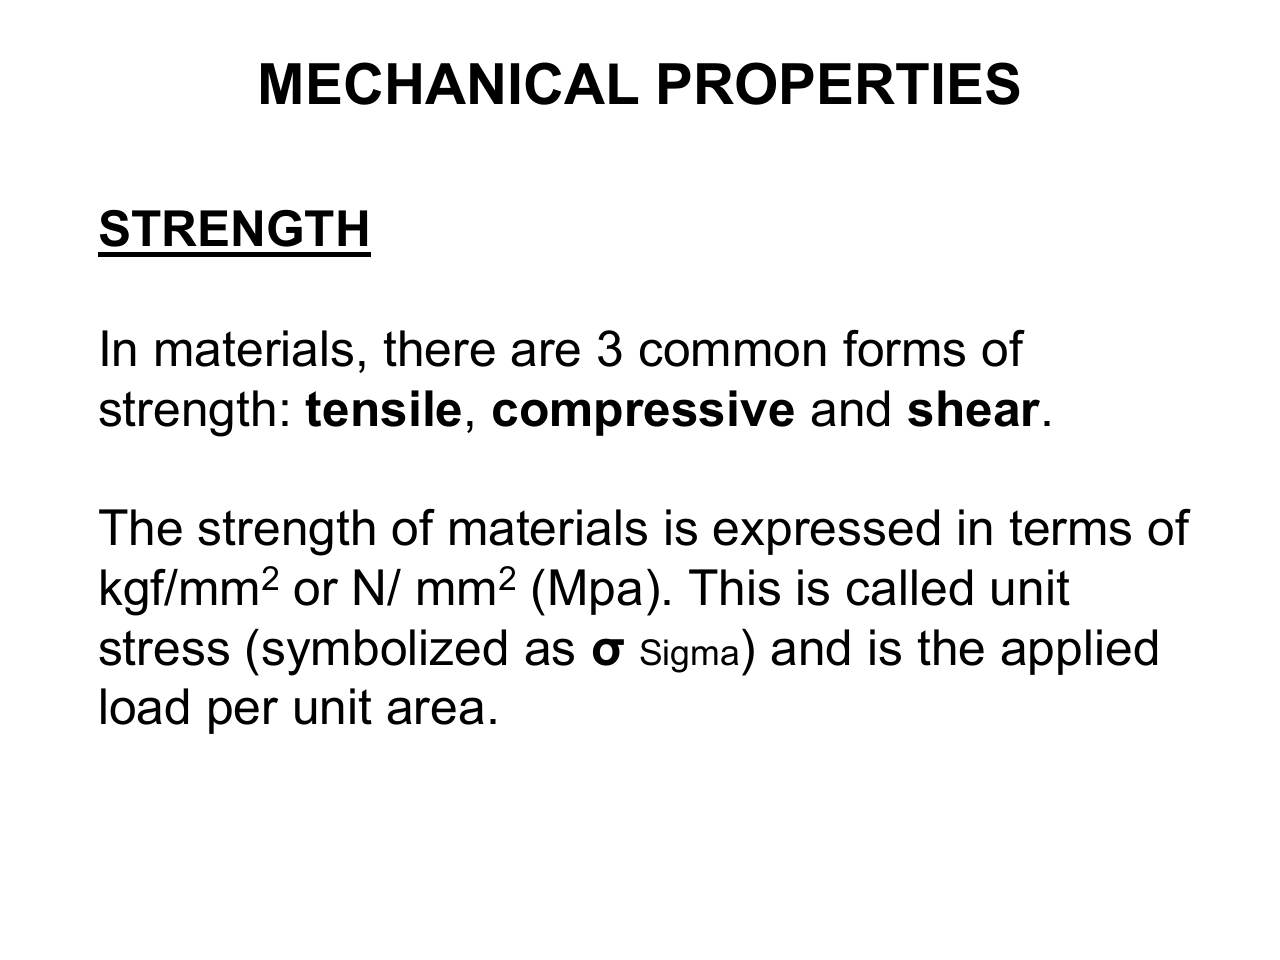 MECHANICAL PROPERTIES
STRENGTH
In materials, there are 3 common forms of
strength: tensile, compressive and shear.
The strength of materials is expressed in terms of
kgf/mm² or N/ mm² (Mpa). This is called unit
stress (symbolized as σ Sigma) and is the applied
load per unit area.